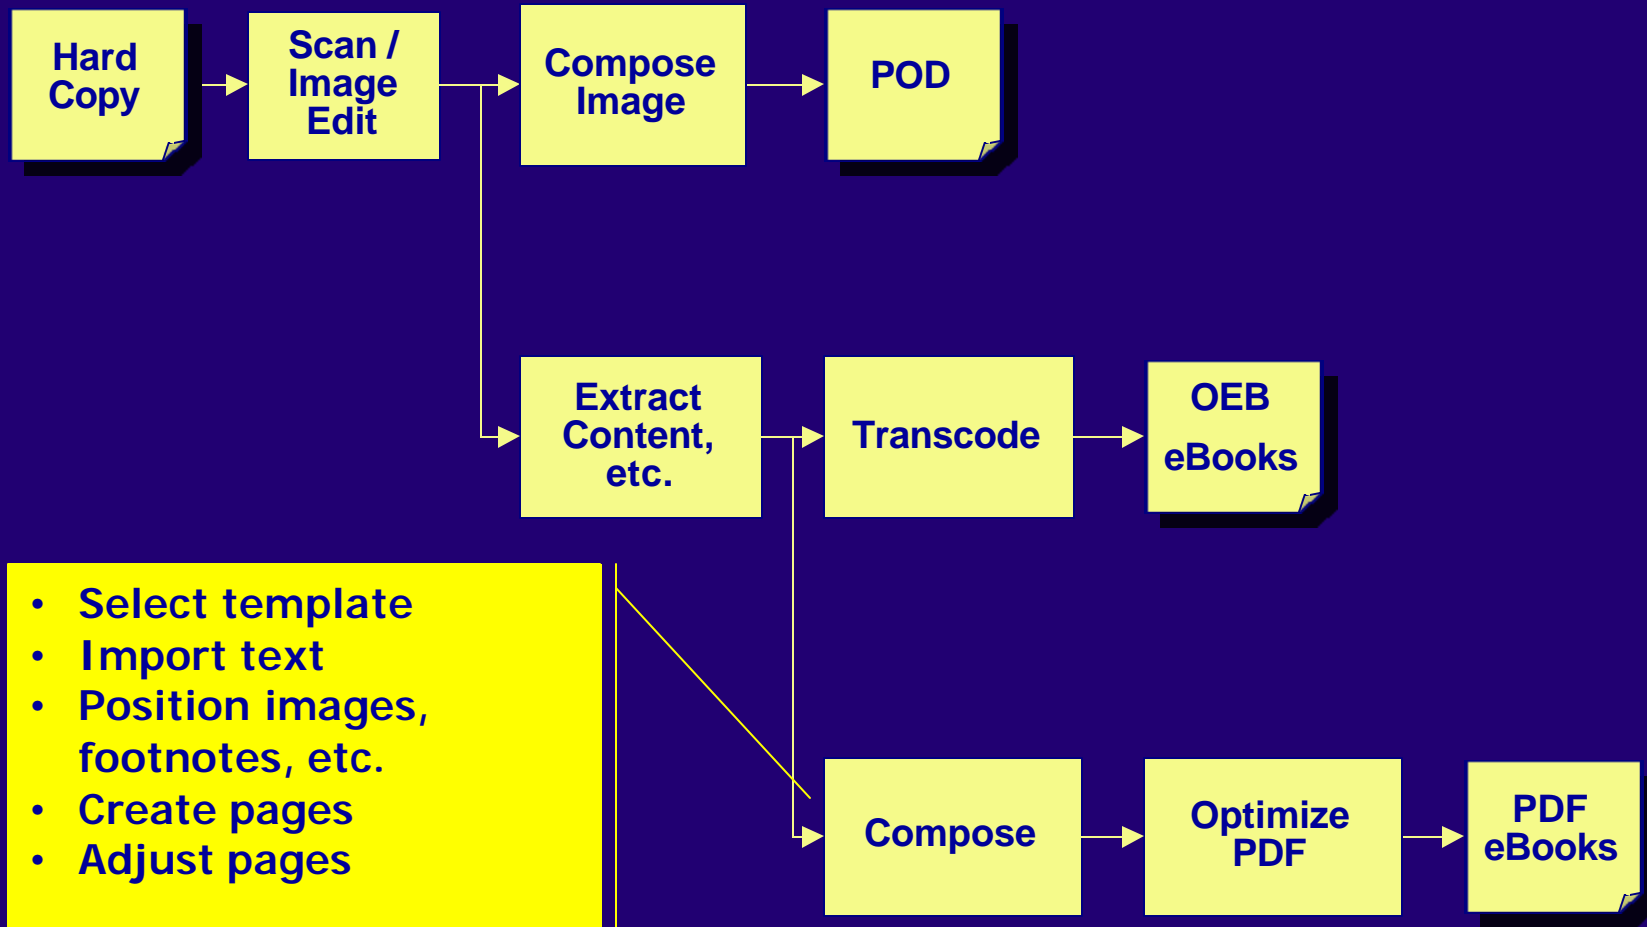 Hard
Copy
Scan /
Image
Edit
Compose
Image
POD
Extract
Content,
etc.
Transcode
OEB
eBooks
• Select template
• Import text
• Position images,
footnotes, etc.
• Create pages
• Adjust pages
Compose
Optimize
PDF
PDF
eBooks